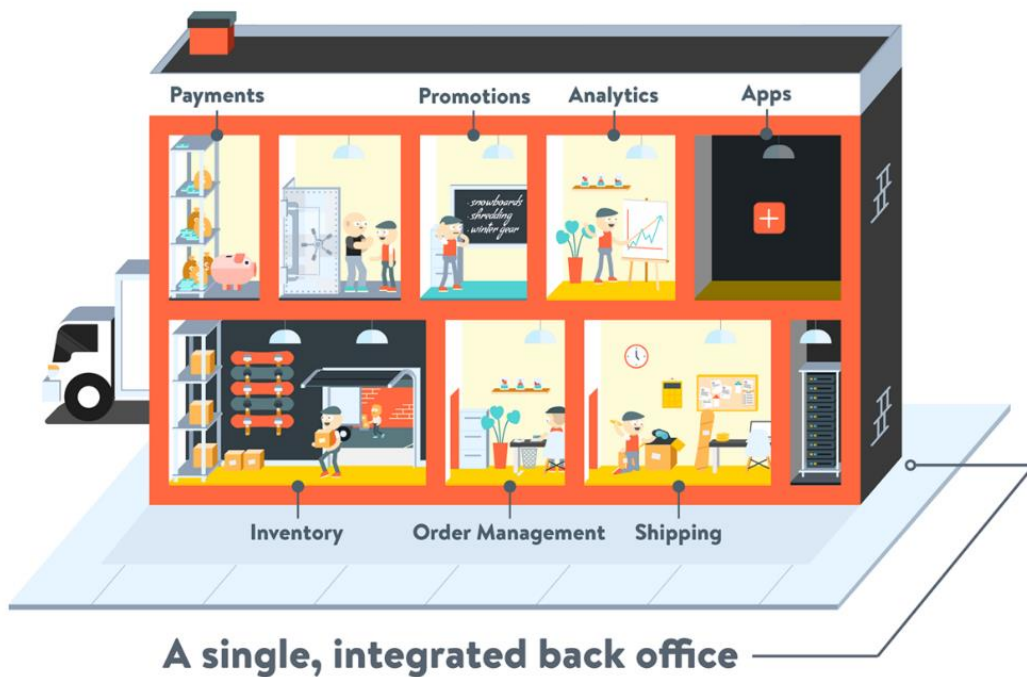 Payments
Promotions
Analytics
Apps
• snowboards
• shredding
• winter gear
Inventory
Order Management
Shipping
A single, integrated back office